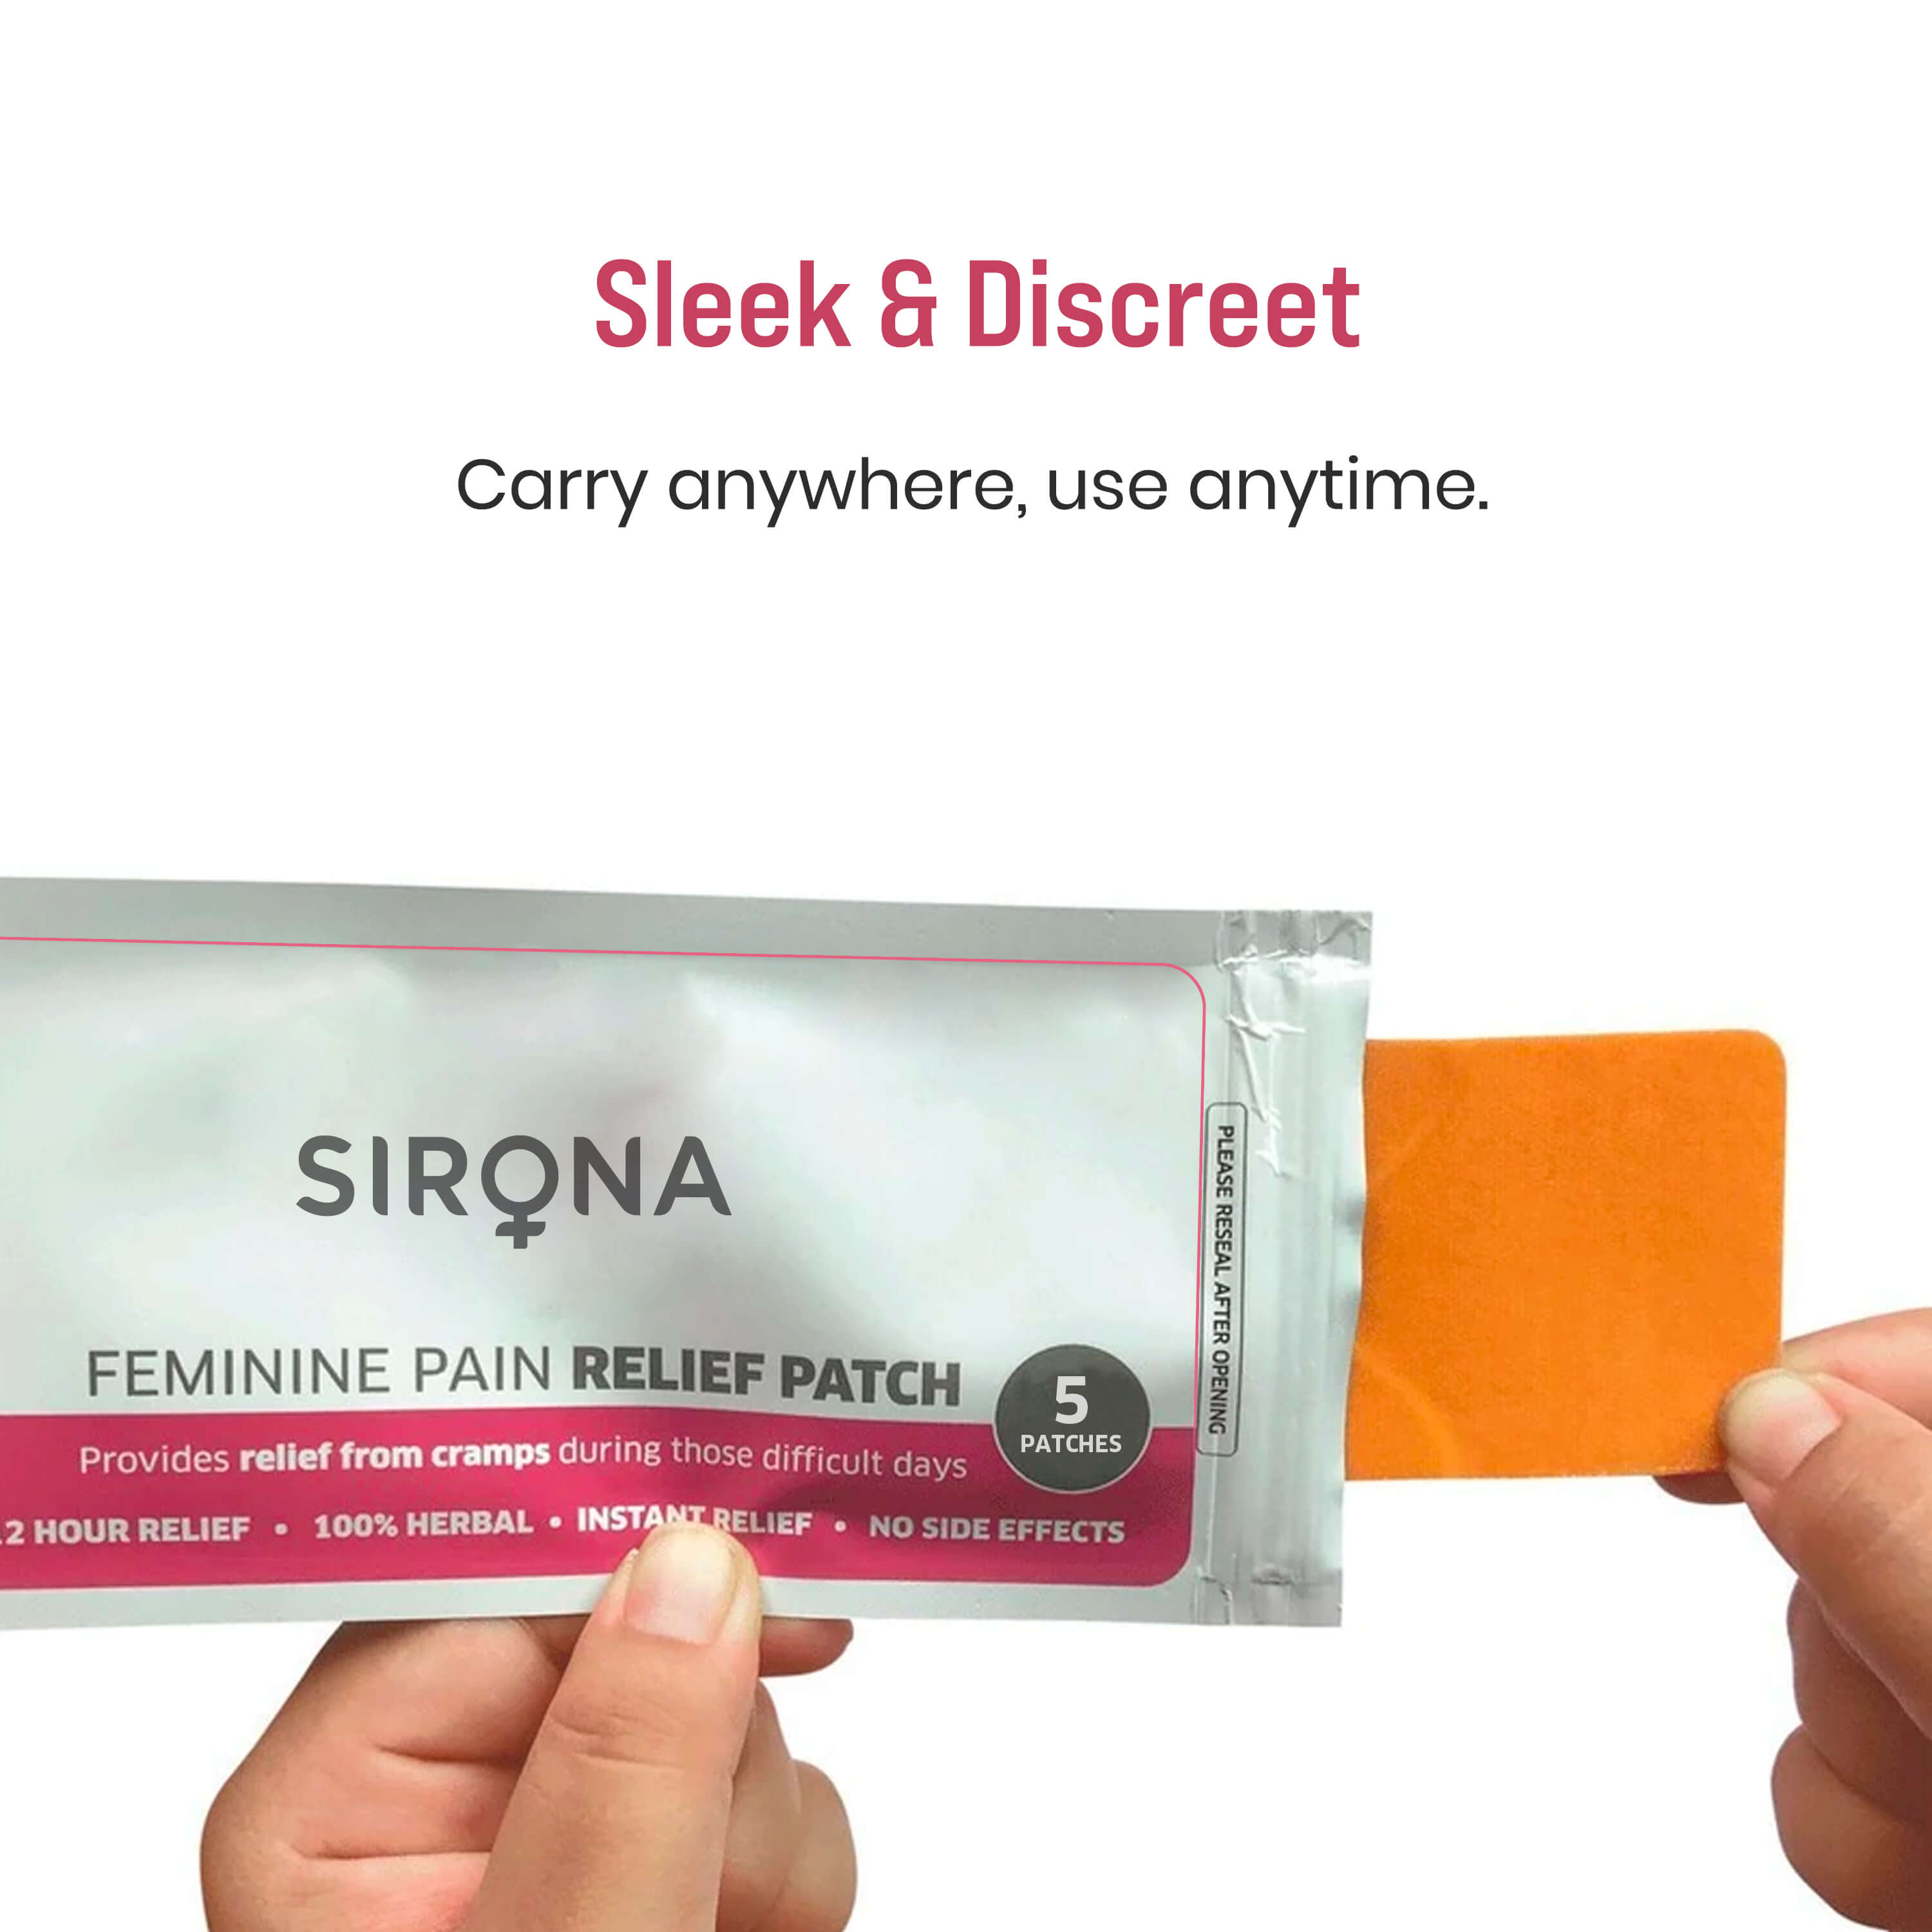 Sleek & Discreet
Carry anywhere, use anytime.
SIRONA
FEMININE PAIN RELIEF PATCH
5
PATCHES
Provides relief from cramps during those difficult days
2 HOUR RELIEF • 100% HERBAL • INSTANT RELIEF • NO SIDE EFFECTS
PLEASE RESEAL AFTER OPENING